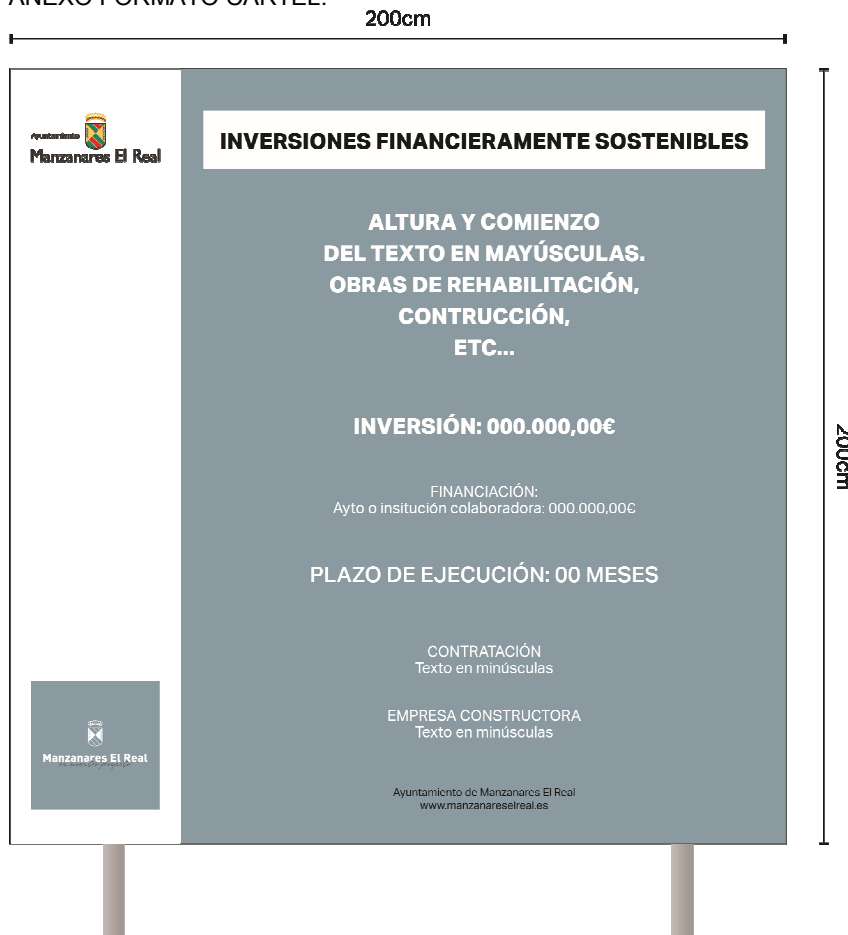 ANEXO FORMATO CARTEL:
200cm
Ayuntamiento
Manzanares El Real
INVERSIONES FINANCIERAMENTE SOSTENIBLES
ALTURA Y COMIENZO
DEL TEXTO EN MAYÚSCULAS.
OBRAS DE REHABILITACIÓN,
CONTRUCCIÓN,
ETC...
INVERSIÓN: 000.000,00€
FINANCIACIÓN:
Ayto o insitución colaboradora: 000.000,00€
PLAZO DE EJECUCIÓN: 00 MESES
CONTRATACIÓN
Texto en minúsculas
EMPRESA CONSTRUCTORA
Texto en minúsculas
Ayuntamiento de Manzanares El Real
www.manzanareselreal.es
Manzanares El Real
200cm